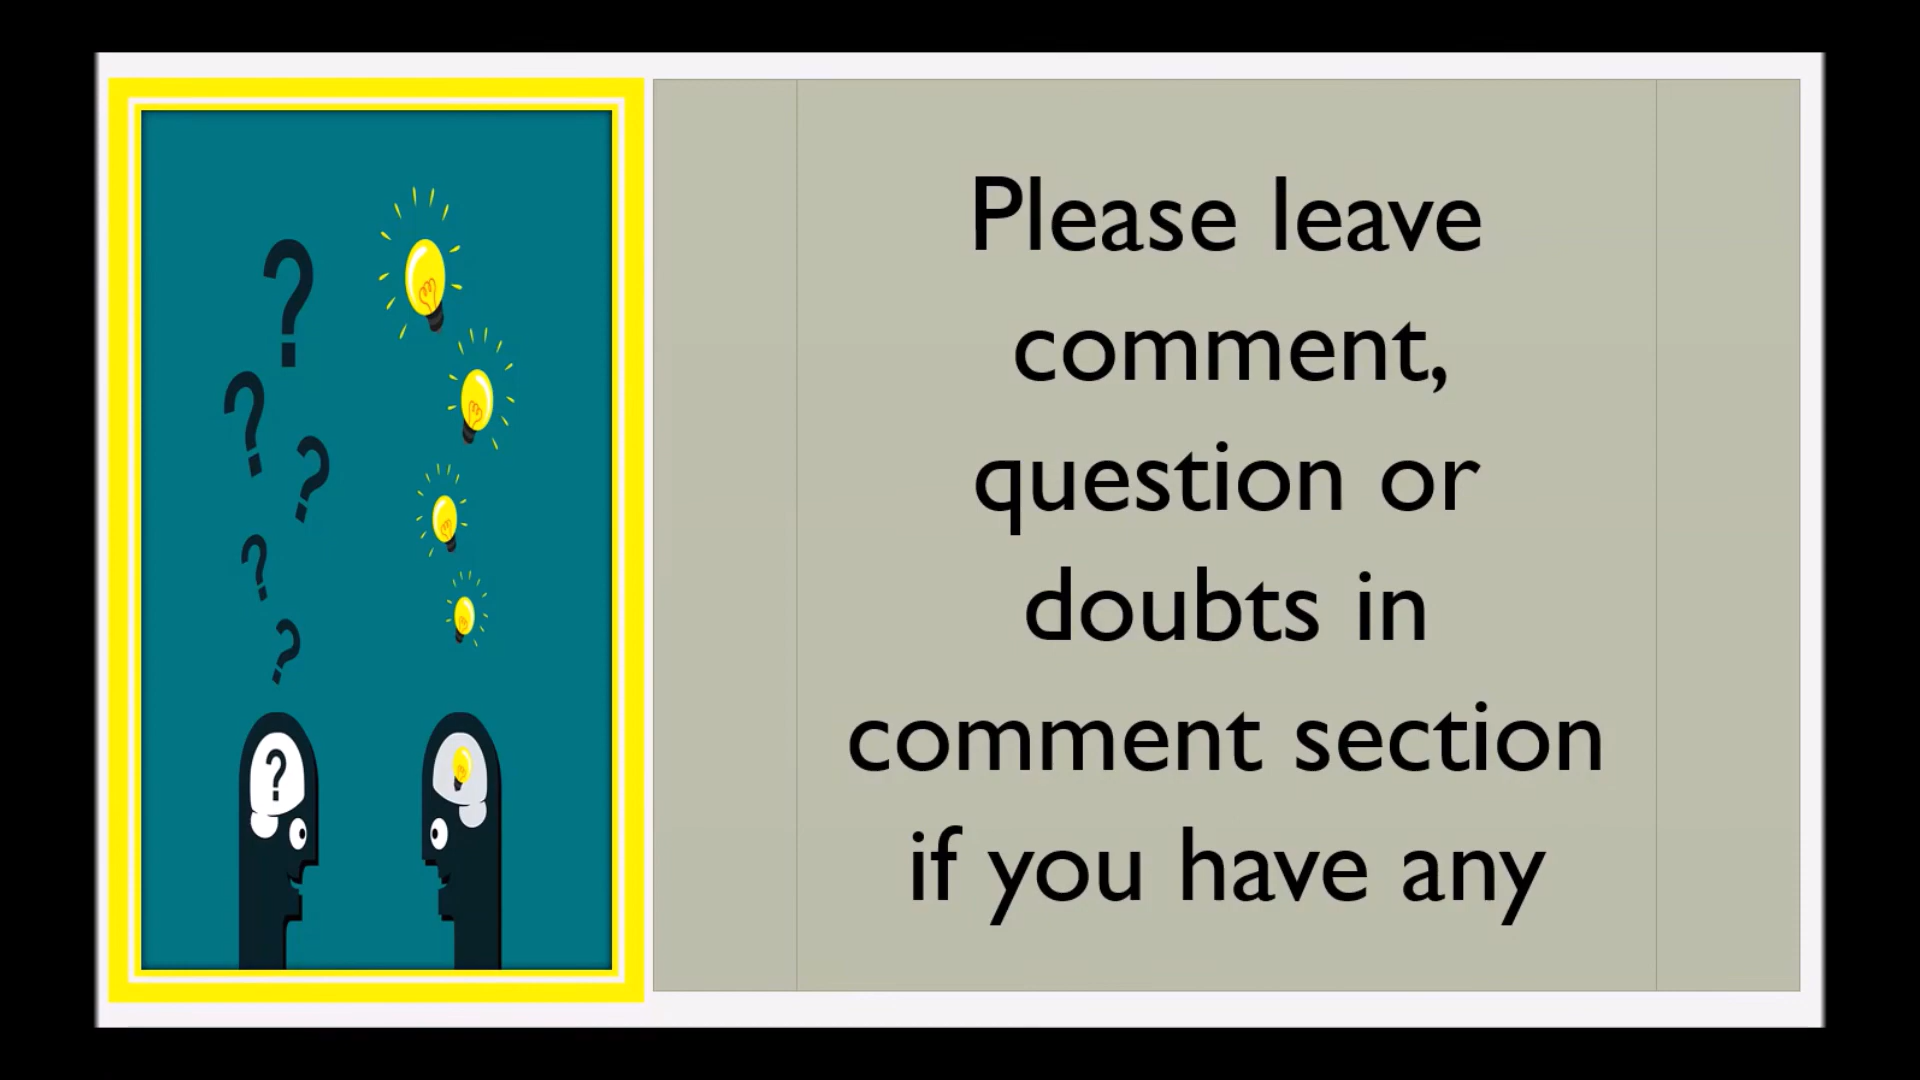 Please leave
comment,
question or
doubts in
comment section
if you have any